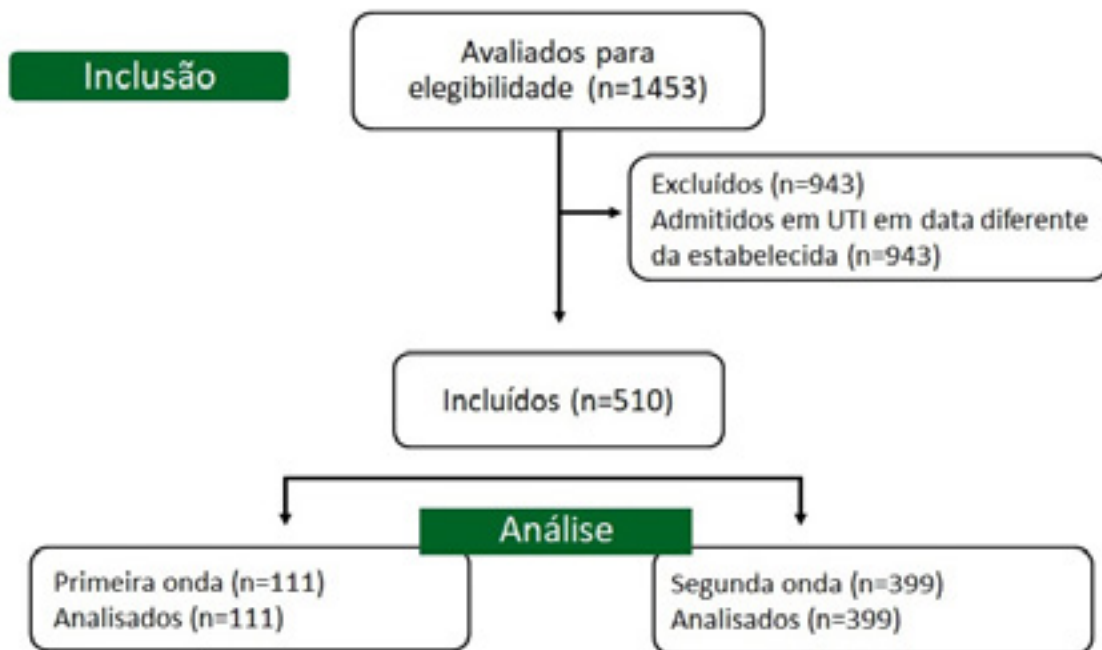 Inclusão
Avaliados para
elegibilidade (n=1453)
Excluídos (n=943)
Admitidos em UTI em data diferente
da estabelecida (n=943)
Incluídos (n=510)
Análise
Primeira onda (n=111)
Analisados (n=111)
Segunda onda (n=399)
Analisados (n=399)